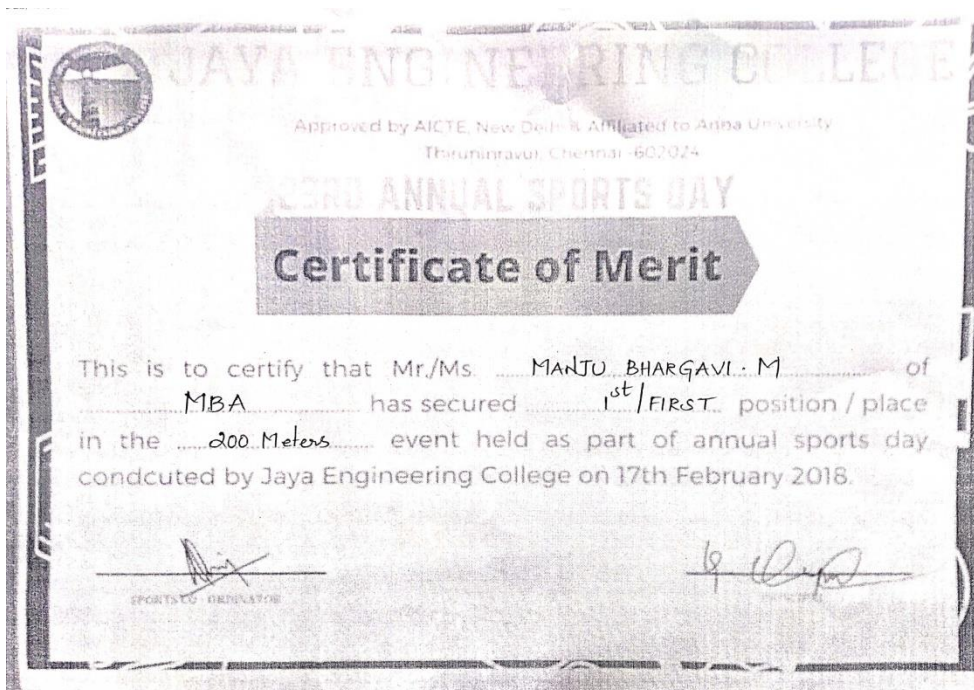 JAYA ENGINEERING COLLEGE
Approved by AICTE, New Delhi & Affiliated to Anna University
Thiruninravur, Chennai -602024
23RD ANNUAL SPORTS DAY
Certificate of Merit
This is to certify that Mr./Ms. MANJU BHARGAVI . M of
MBA has secured 1st/FIRST position / place
in the 200 Meters event held as part of annual sports day
condcuted by Jaya Engineering College on 17th February 2018.
SPORTS CO - ORDINATOR
PRINCIPAL